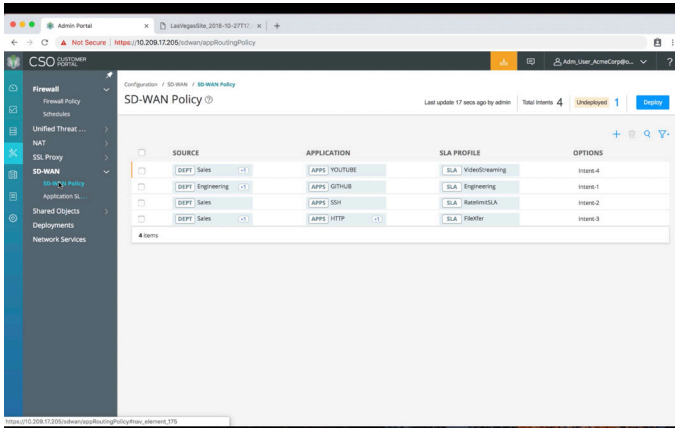 Admin Portal
LasVegasSite_2018-10-27T17:
Not Secure | https://10.209.17.205/sdwan/appRoutingPolicy
CSO CUSTOMER PORTAL
Adm_User_AcmeCorp@o...
?
Firewall
Firewall Policy
Schedules
Unified Threat ...
NAT
SSL Proxy
SD-WAN
SD-WAN Policy
Application SL...
Shared Objects
Deployments
Network Services
Configuration / SD-WAN / SD-WAN Policy
SD-WAN Policy ?
Last update 17 secs ago by admin Total Intents 4 Undeployed 1 Deploy
SOURCE APPLICATION SLA PROFILE OPTIONS
DEPT Sales +1 APPS YOUTUBE SLA VideoStreaming Intent-4
DEPT Engineering +1 APPS GITHUB SLA Engineering Intent-1
DEPT Sales APPS SSH SLA RatelimitSLA Intent-2
DEPT Sales +1 APPS HTTP +1 SLA FileXfer Intent-3
4 items
https://10.209.17.205/sdwan/appRoutingPolicy#nav_element_175